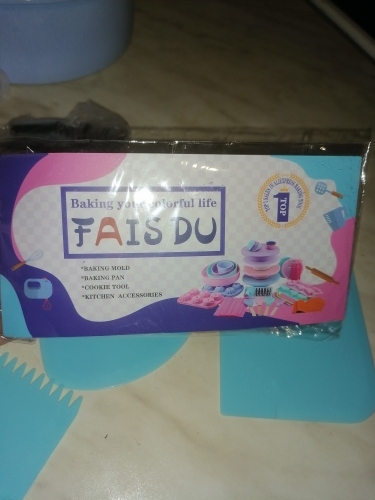 Baking your colorful life
FAIS DU
TOP 1
*BAKING MOLD
*BAKING PAN
*COOKIE TOOL
*KITCHEN ACCESSORIES